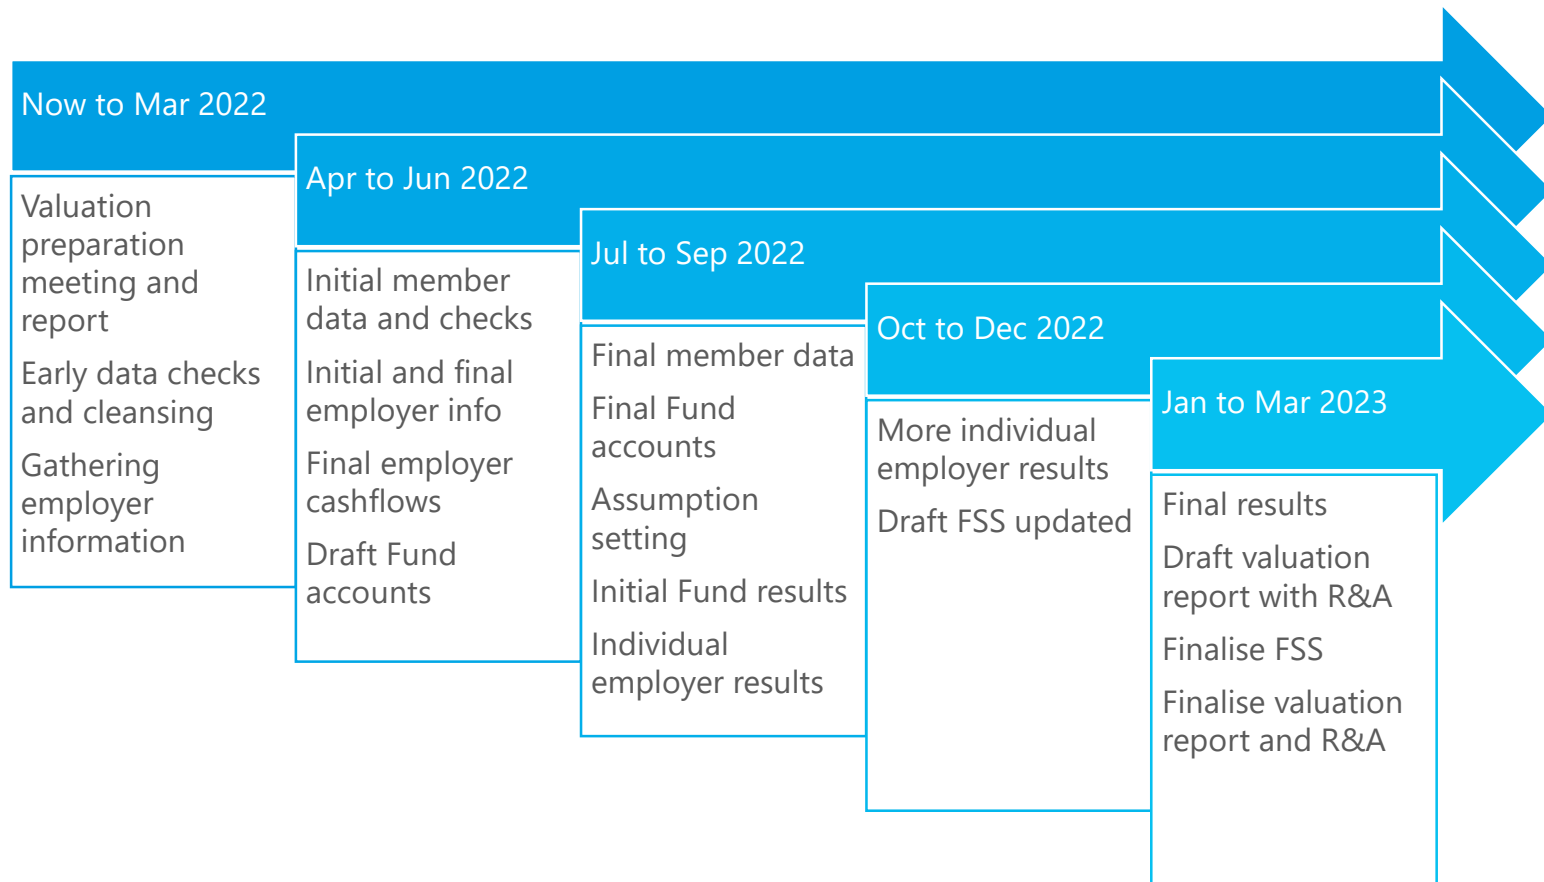 Now to Mar 2022
Valuation
preparation
meeting and
report
Early data checks
and cleansing
Gathering
employer
information
Apr to Jun 2022
Initial member
data and checks
Initial and final
employer info
Final employer
cashflows
Draft Fund
accounts
Jul to Sep 2022
Final member data
Final Fund
accounts
Assumption
setting
Initial Fund results
Individual
employer results
Oct to Dec 2022
More individual
employer results
Draft FSS updated
Jan to Mar 2023
Final results
Draft valuation
report with R&A
Finalise FSS
Finalise valuation
report and R&A